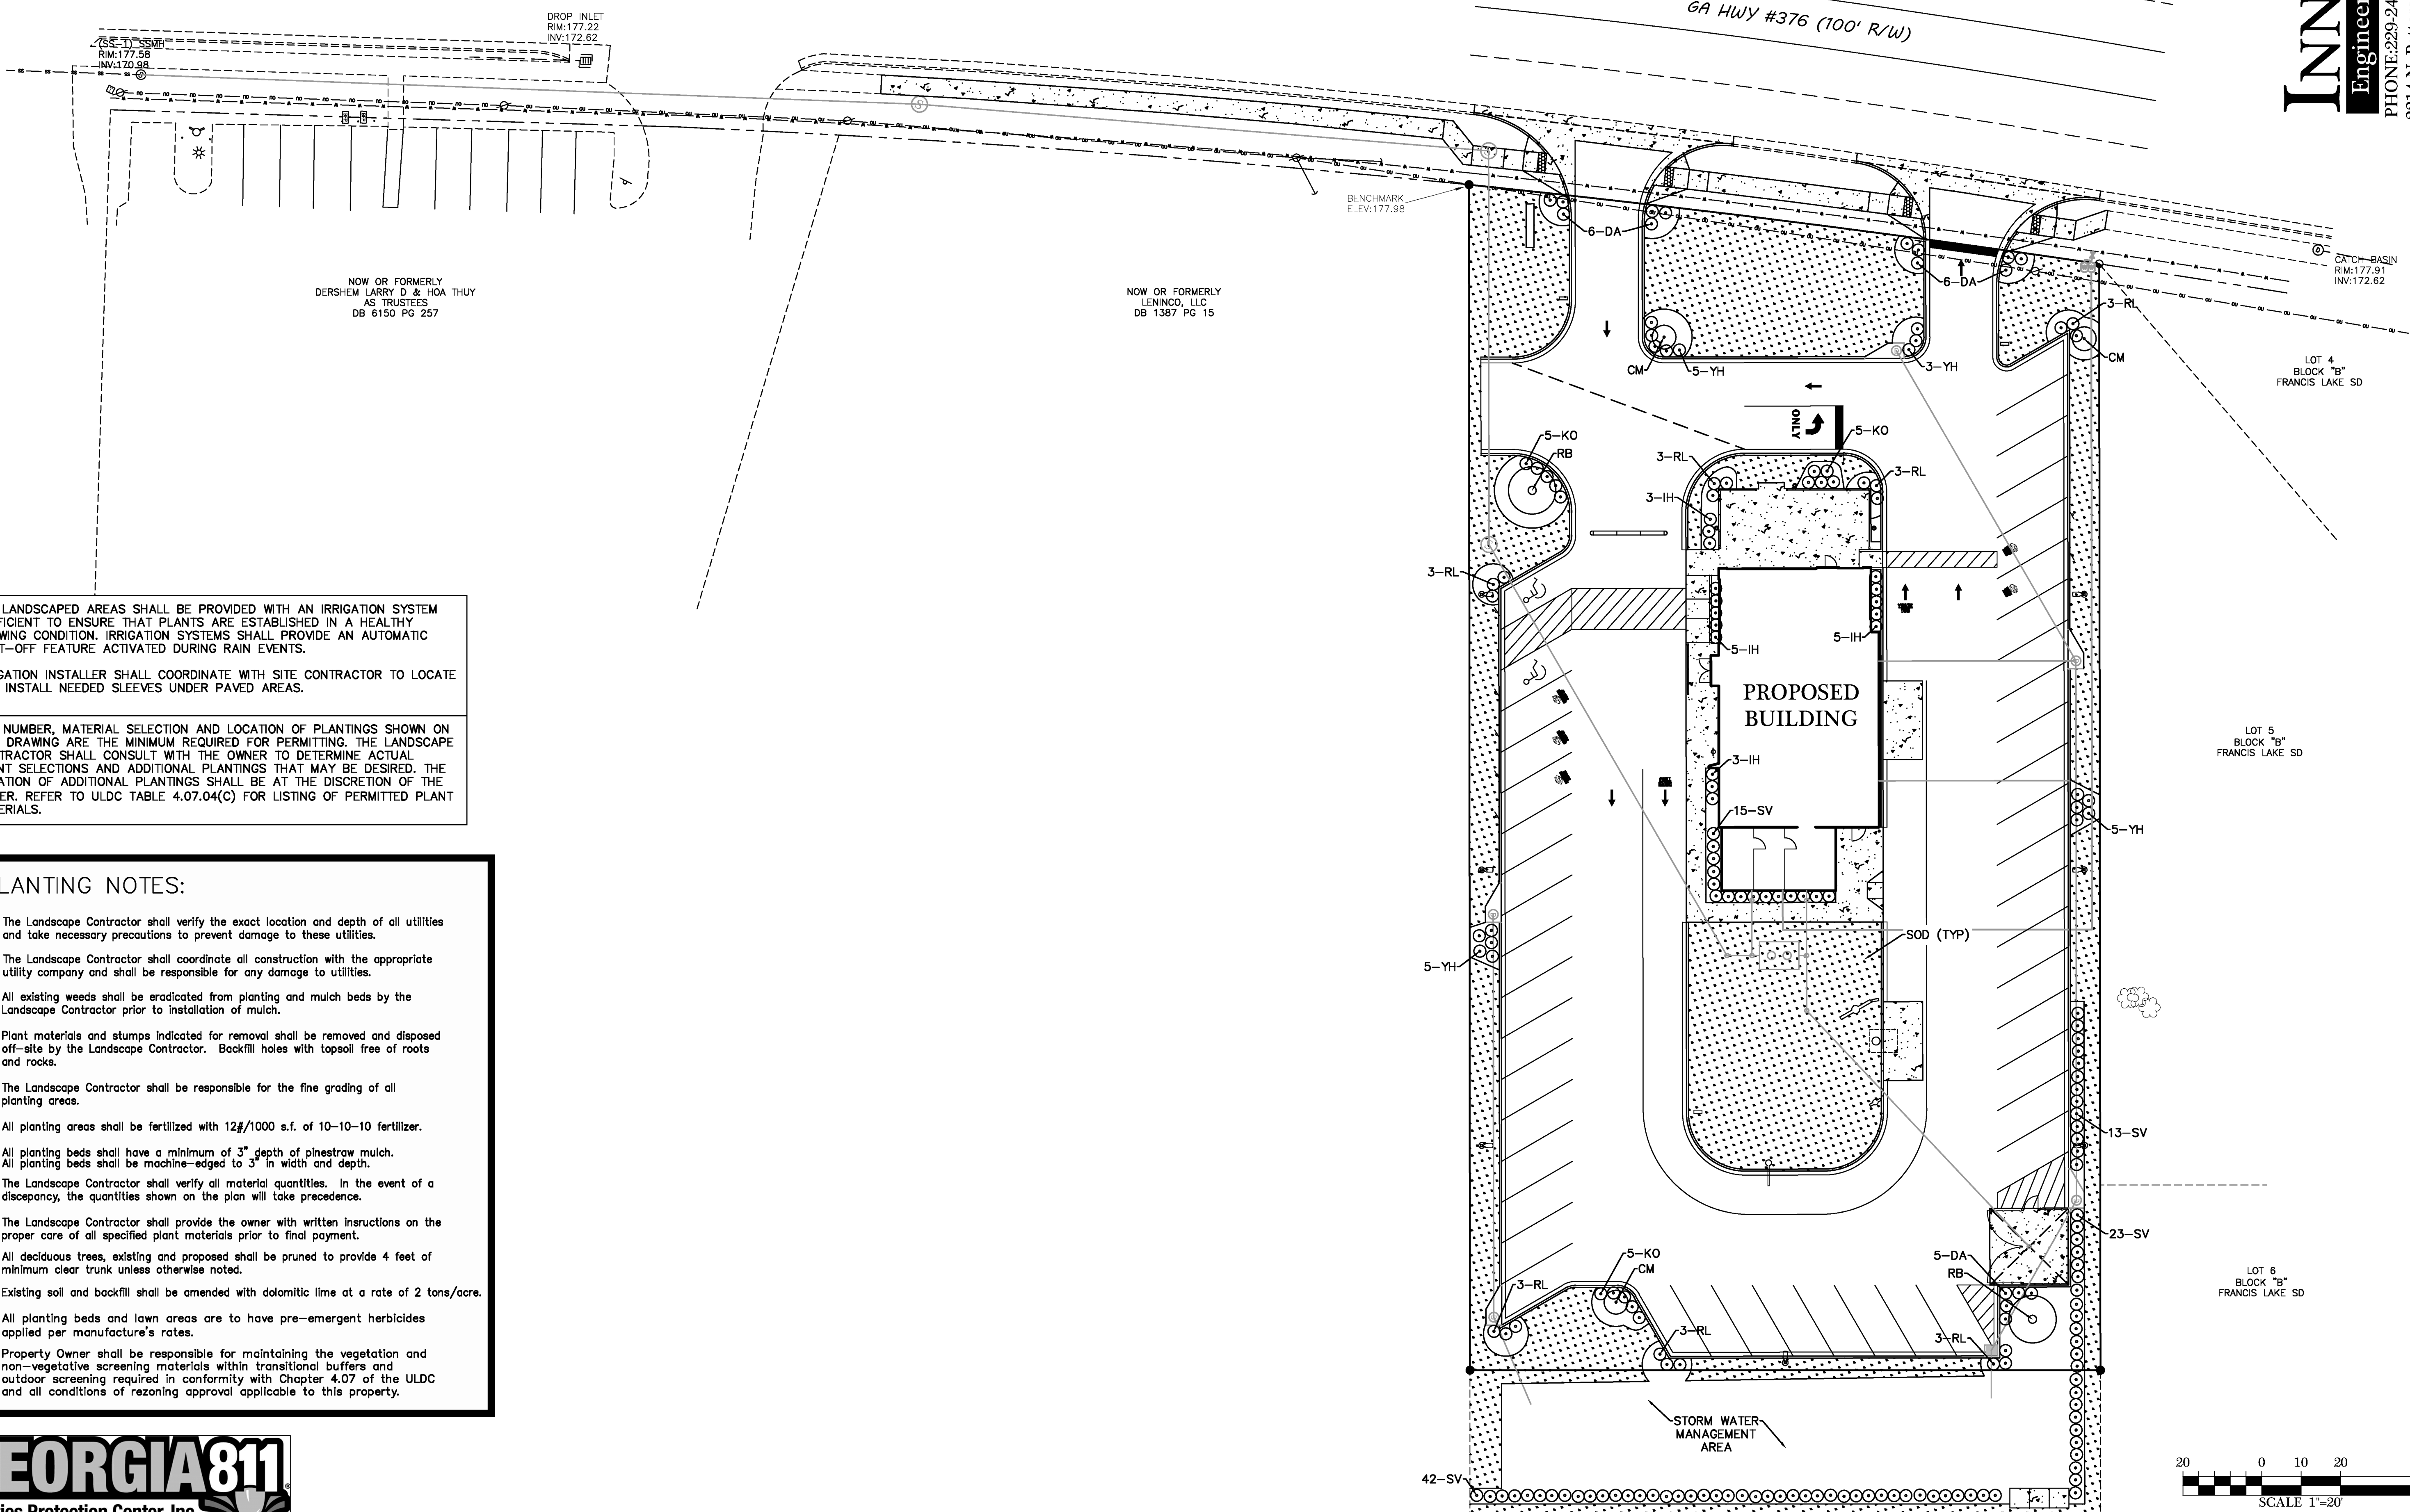 DROP INLET
RIM:177.22
INV:172.62
(SS-1) SSMH
RIM:177.58
INV:170.98
GA HWY #376 (100' R/W)
INN
Engineer
PHONE:229-24
BENCHMARK
ELEV:177.98
CATCH BASIN
RIM:177.91
INV:172.62
NOW OR FORMERLY
DERSHEM LARRY D & HOA THUY
AS TRUSTEES
DB 6150 PG 257
NOW OR FORMERLY
LENINCO, LLC
DB 1387 PG 15
6-DA
6-DA
3-RL
CM
CM
5-YH
3-YH
LOT 4
BLOCK "B"
FRANCIS LAKE SD
ONLY
5-KO
RB
5-KO
3-RL
3-RL
3-IH
3-RL
5-IH
5-IH
PROPOSED
BUILDING
3-IH
15-SV
5-YH
5-YH
SOD (TYP)
LOT 5
BLOCK "B"
FRANCIS LAKE SD
13-SV
23-SV
5-DA
RB
5-KO
CM
3-RL
3-RL
3-RL
LOT 6
BLOCK "B"
FRANCIS LAKE SD
STORM WATER
MANAGEMENT
AREA
42-SV
20 0 10 20
SCALE 1"=20'
LANDSCAPED AREAS SHALL BE PROVIDED WITH AN IRRIGATION SYSTEM
FICIENT TO ENSURE THAT PLANTS ARE ESTABLISHED IN A HEALTHY
WING CONDITION. IRRIGATION SYSTEMS SHALL PROVIDE AN AUTOMATIC
T-OFF FEATURE ACTIVATED DURING RAIN EVENTS.
GATION INSTALLER SHALL COORDINATE WITH SITE CONTRACTOR TO LOCATE
INSTALL NEEDED SLEEVES UNDER PAVED AREAS.
NUMBER, MATERIAL SELECTION AND LOCATION OF PLANTINGS SHOWN ON
DRAWING ARE THE MINIMUM REQUIRED FOR PERMITTING. THE LANDSCAPE
TRACTOR SHALL CONSULT WITH THE OWNER TO DETERMINE ACTUAL
NT SELECTIONS AND ADDITIONAL PLANTINGS THAT MAY BE DESIRED. THE
ATION OF ADDITIONAL PLANTINGS SHALL BE AT THE DISCRETION OF THE
ER. REFER TO ULDC TABLE 4.07.04(C) FOR LISTING OF PERMITTED PLANT
ERIALS.
LANTING NOTES:
The Landscape Contractor shall verify the exact location and depth of all utilities
and take necessary precautions to prevent damage to these utilities.
The Landscape Contractor shall coordinate all construction with the appropriate
utility company and shall be responsible for any damage to utilities.
All existing weeds shall be eradicated from planting and mulch beds by the
Landscape Contractor prior to installation of mulch.
Plant materials and stumps indicated for removal shall be removed and disposed
off-site by the Landscape Contractor. Backfill holes with topsoil free of roots
and rocks.
The Landscape Contractor shall be responsible for the fine grading of all
planting areas.
All planting areas shall be fertilized with 12#/1000 s.f. of 10-10-10 fertilizer.
All planting beds shall have a minimum of 3" depth of pinestraw mulch.
All planting beds shall be machine-edged to 3" in width and depth.
The Landscape Contractor shall verify all material quantities. In the event of a
discepancy, the quantities shown on the plan will take precedence.
The Landscape Contractor shall provide the owner with written insructions on the
proper care of all specified plant materials prior to final payment.
All deciduous trees, existing and proposed shall be pruned to provide 4 feet of
minimum clear trunk unless otherwise noted.
Existing soil and backfill shall be amended with dolomitic lime at a rate of 2 tons/acre.
All planting beds and lawn areas are to have pre-emergent herbicides
applied per manufacture's rates.
Property Owner shall be responsible for maintaining the vegetation and
non-vegetative screening materials within transitional buffers and
outdoor screening required in conformity with Chapter 4.07 of the ULDC
and all conditions of rezoning approval applicable to this property.
EORGIA811
ies Protection Center, Inc.